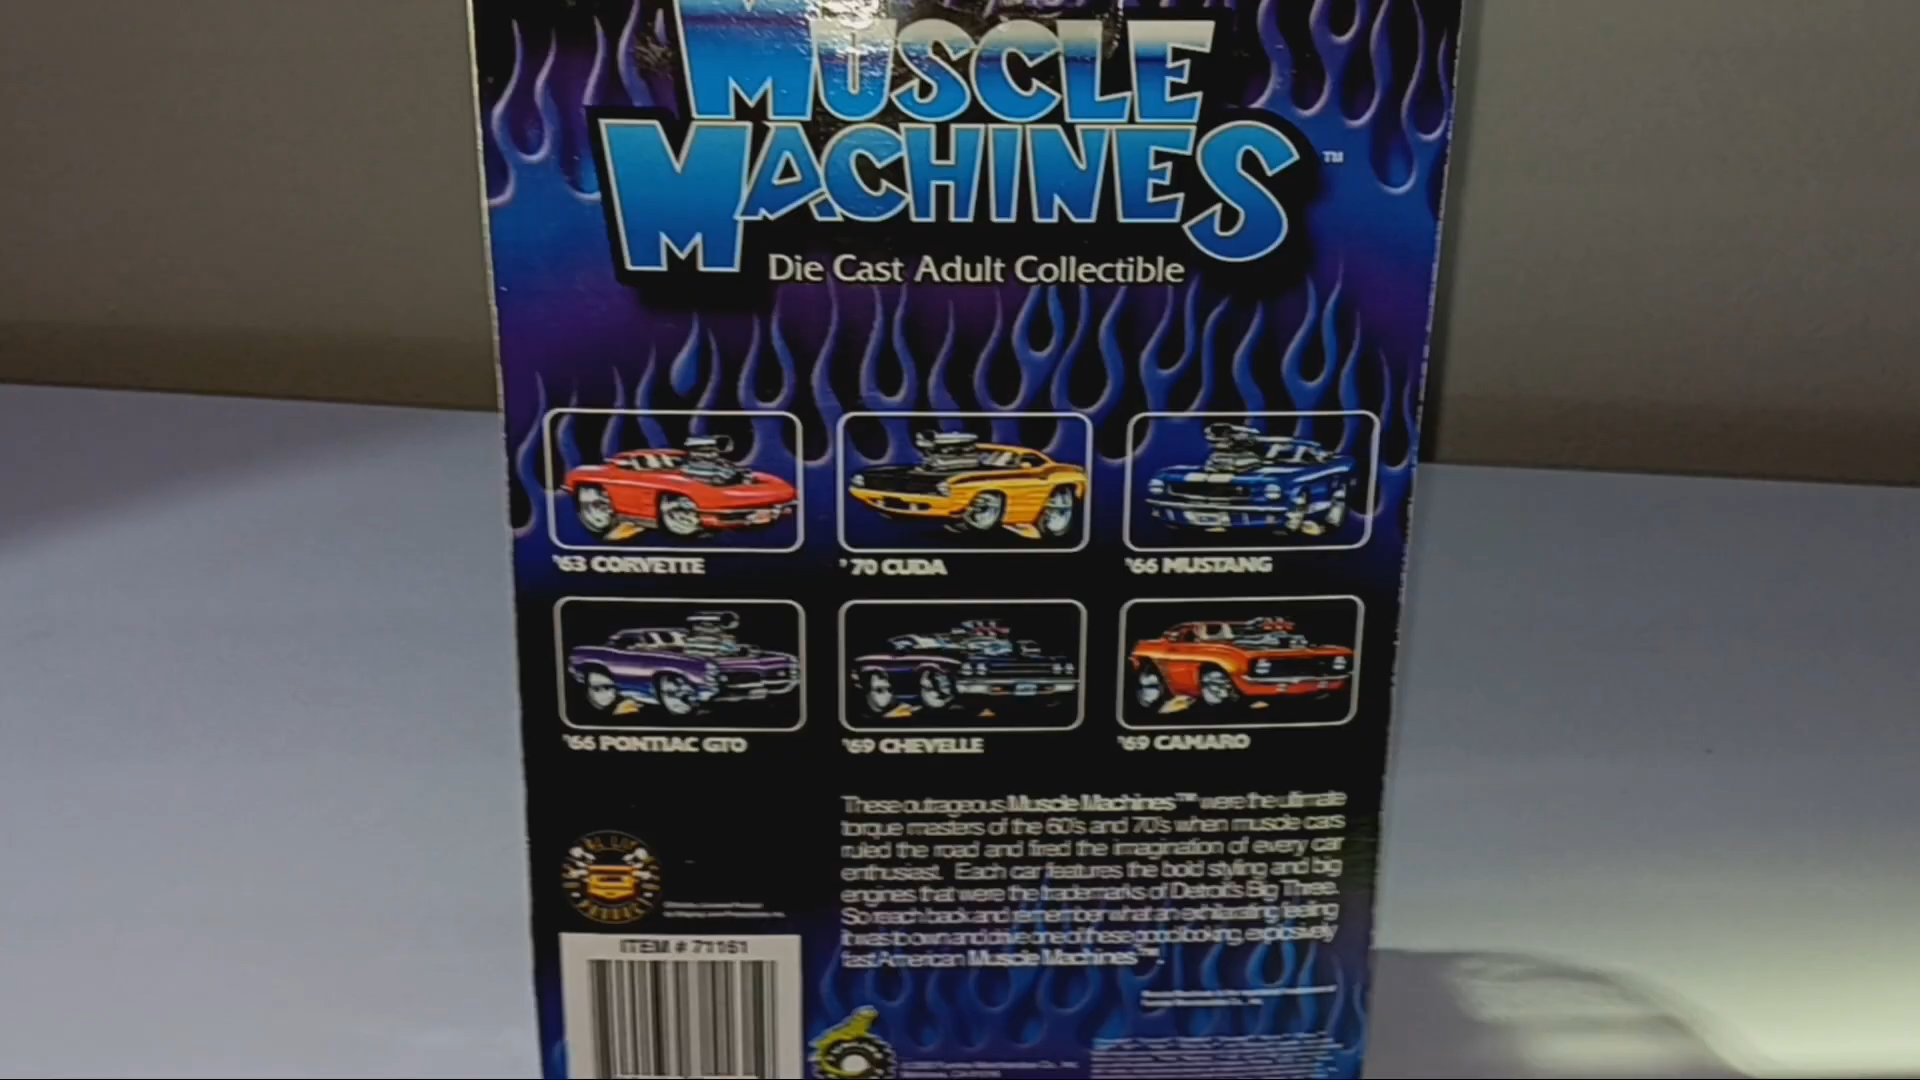 MUSCLE
MACHINES ™
Die Cast Adult Collectible
'63 CORVETTE
'70 CUDA
'66 MUSTANG
'66 PONTIAC GTO
'69 CHEVELLE
'69 CAMARO
These outrageous Muscle Machines™ were the ultimate
torque masters of the 60's and 70's when muscle cars
ruled the road and fired the imagination of every car
enthusiast. Each car features the bold styling and big
engines that were the trademarks of Detroit's Big Three.
So reach back and remember what an exhilarating feeling
it was to own and drive one of these good looking, explosively
fast American Muscle Machines™.
ITEM # 71161